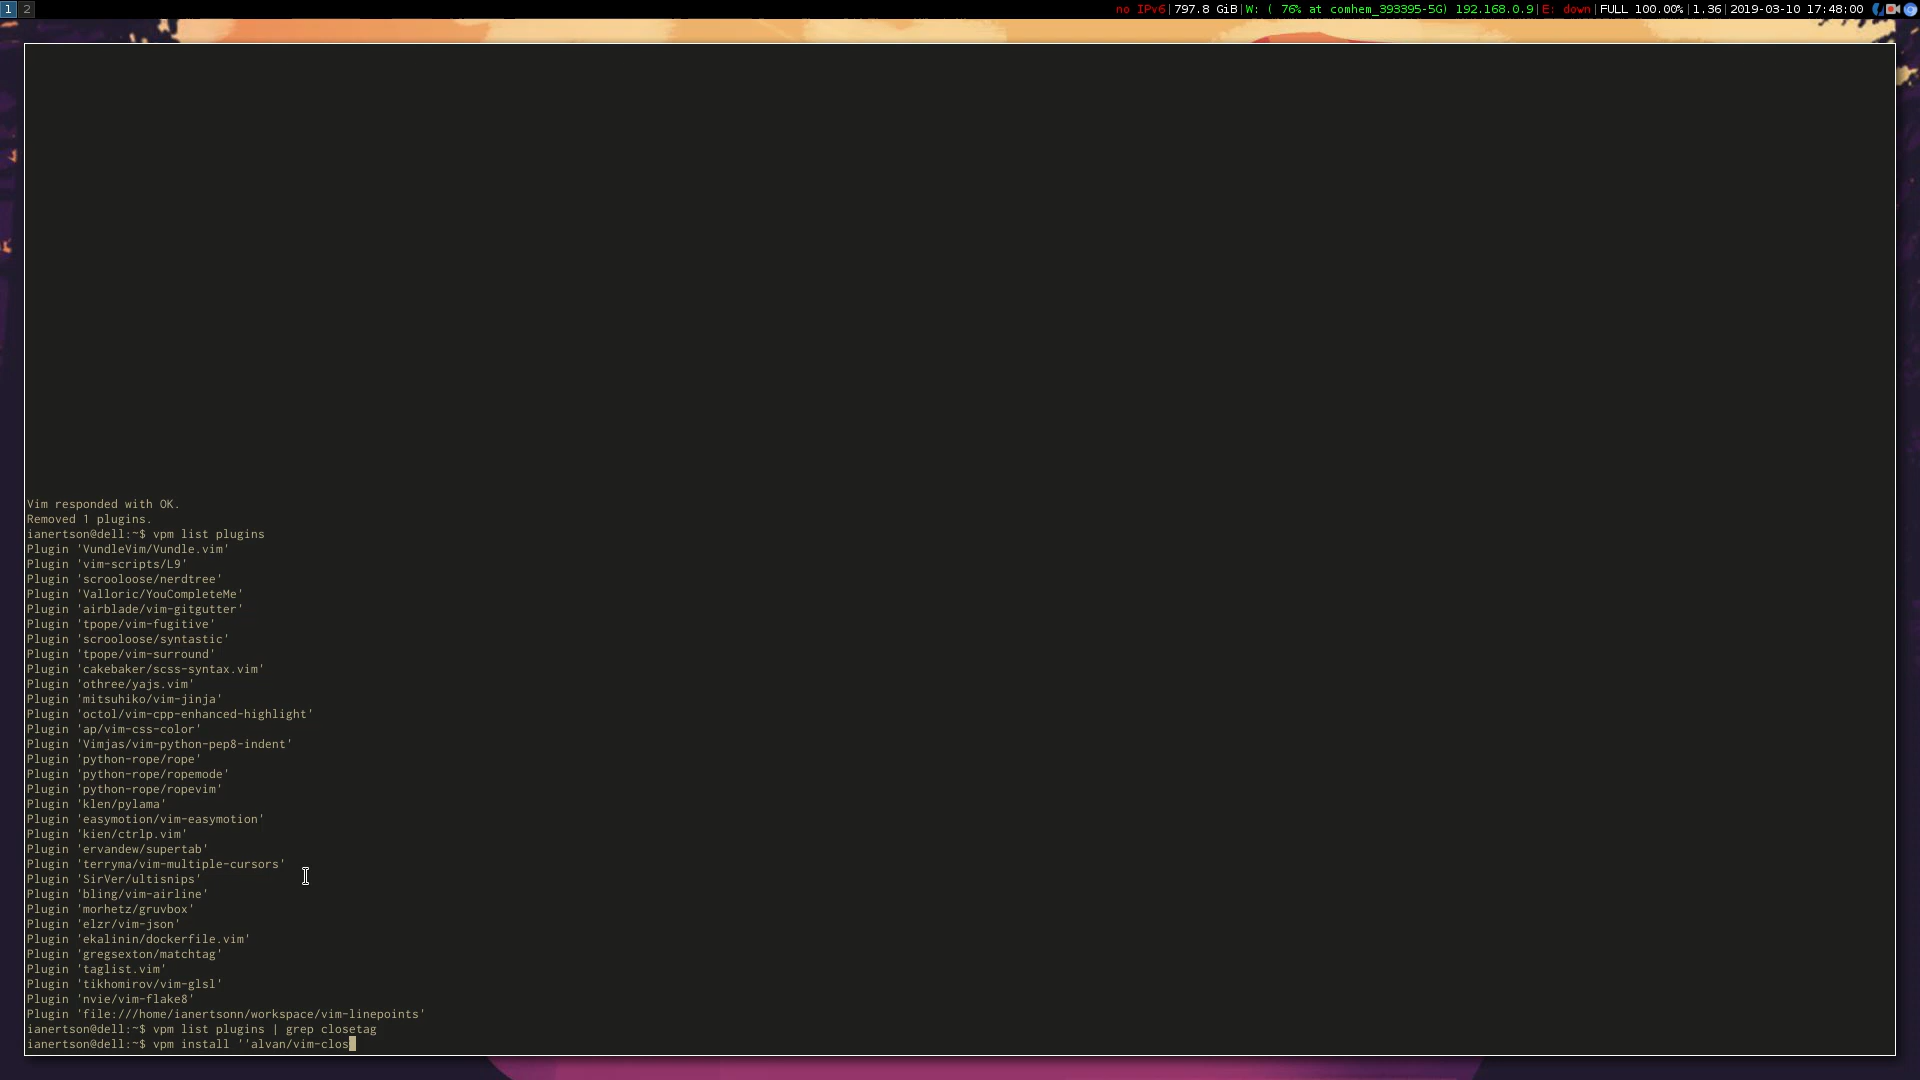 1 2 no IPv6|797.8 GiB|W: ( 76% at comhem_393395-5G) 192.168.0.9|E: down|FULL 100.00%|1.36|2019-03-10 17:48:00
Vim responded with OK.
Removed 1 plugins.
ianertson@dell:~$ vpm list plugins
Plugin 'VundleVim/Vundle.vim'
Plugin 'vim-scripts/L9'
Plugin 'scrooloose/nerdtree'
Plugin 'Valloric/YouCompleteMe'
Plugin 'airblade/vim-gitgutter'
Plugin 'tpope/vim-fugitive'
Plugin 'scrooloose/syntastic'
Plugin 'tpope/vim-surround'
Plugin 'cakebaker/scss-syntax.vim'
Plugin 'othree/yajs.vim'
Plugin 'mitsuhiko/vim-jinja'
Plugin 'octol/vim-cpp-enhanced-highlight'
Plugin 'ap/vim-css-color'
Plugin 'Vimjas/vim-python-pep8-indent'
Plugin 'python-rope/rope'
Plugin 'python-rope/ropemode'
Plugin 'python-rope/ropevim'
Plugin 'klen/pylama'
Plugin 'easymotion/vim-easymotion'
Plugin 'kien/ctrlp.vim'
Plugin 'ervandew/supertab'
Plugin 'terryma/vim-multiple-cursors'
Plugin 'SirVer/ultisnips'
Plugin 'bling/vim-airline'
Plugin 'morhetz/gruvbox'
Plugin 'elzr/vim-json'
Plugin 'ekalinin/dockerfile.vim'
Plugin 'gregsexton/matchtag'
Plugin 'taglist.vim'
Plugin 'tikhomirov/vim-glsl'
Plugin 'nvie/vim-flake8'
Plugin 'file:///home/ianertsonn/workspace/vim-linepoints'
ianertson@dell:~$ vpm list plugins | grep closetag
ianertson@dell:~$ vpm install ''alvan/vim-clos